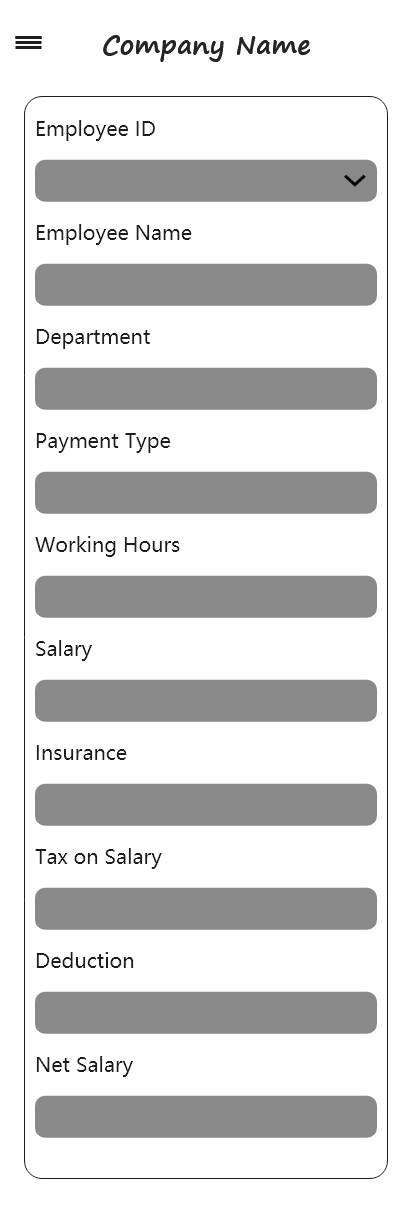 Company Name
Employee ID
Employee Name
Department
Payment Type
Working Hours
Salary
Insurance
Tax on Salary
Deduction
Net Salary